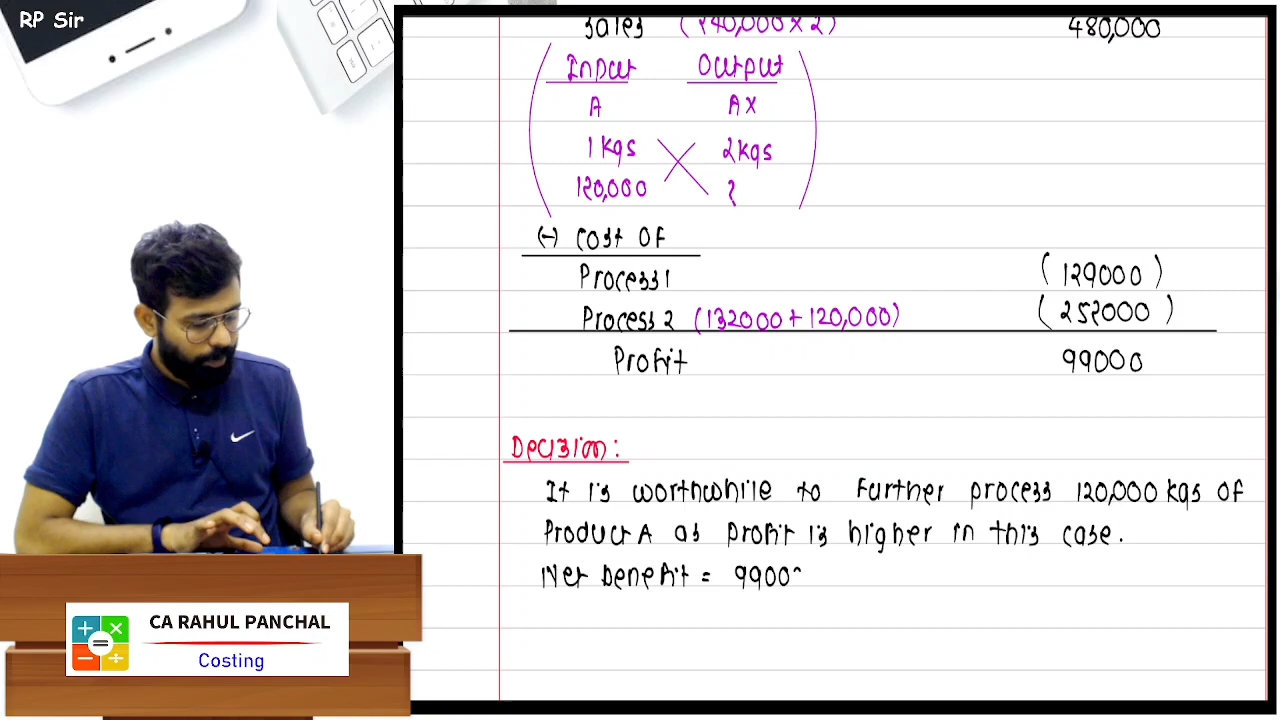 RP Sir
Sales (240,000 x 2) 480,000
Input Output
A AX
1 kgs 2 kgs
120,000 ?
(-) Cost Of
Process 1 (129000)
Process 2 (132000 + 120,000) (252000)
Profit 99000
Decision:
It is worthwhile to further process 120,000 kgs of
Product A as profit is higher in this case.
Net Benefit = 9900
CA RAHUL PANCHAL
Costing